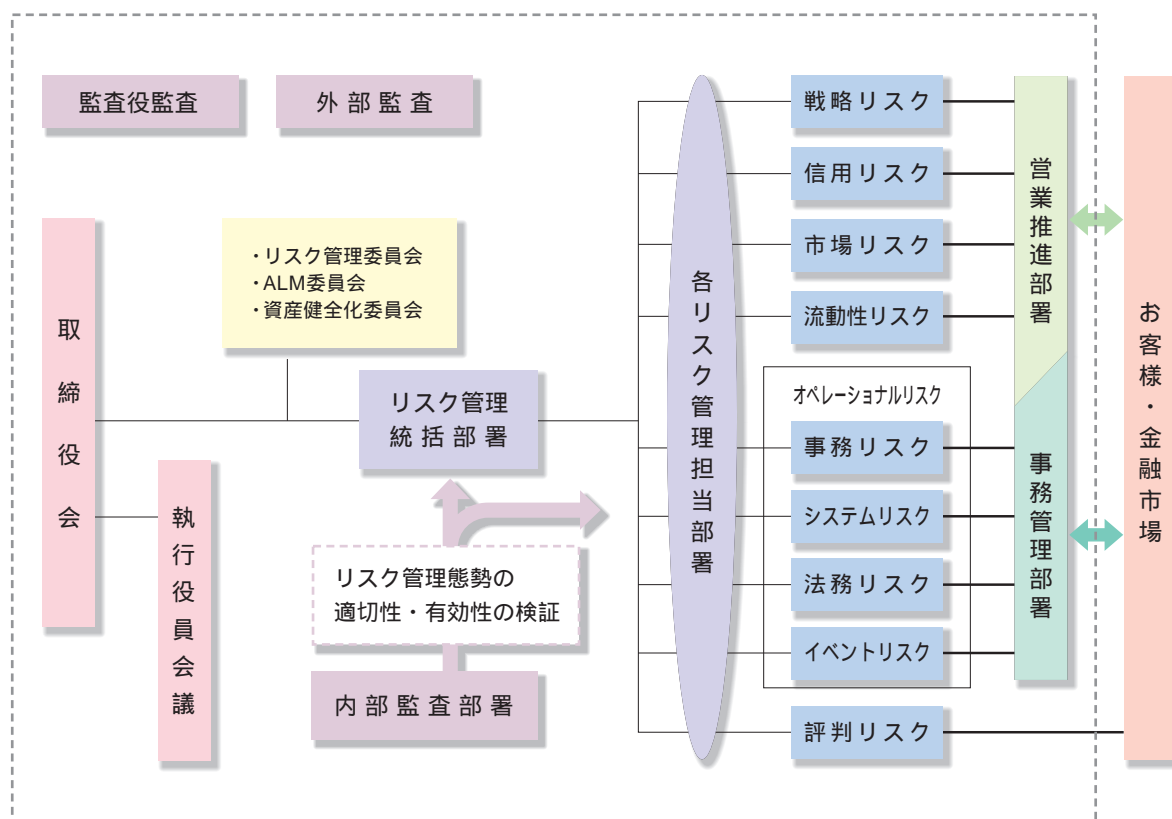 監査役監査
外部監査
取締役会
・リスク管理委員会
・ALM委員会
・資産健全化委員会
リスク管理
統括部署
執行役員会議
リスク管理態勢の
適切性・有効性の検証
内部監査部署
各リスク管理担当部署
戦略リスク
信用リスク
市場リスク
流動性リスク
オペレーショナルリスク
事務リスク
システムリスク
法務リスク
イベントリスク
評判リスク
営業推進部署
事務管理部署
お客様・金融市場